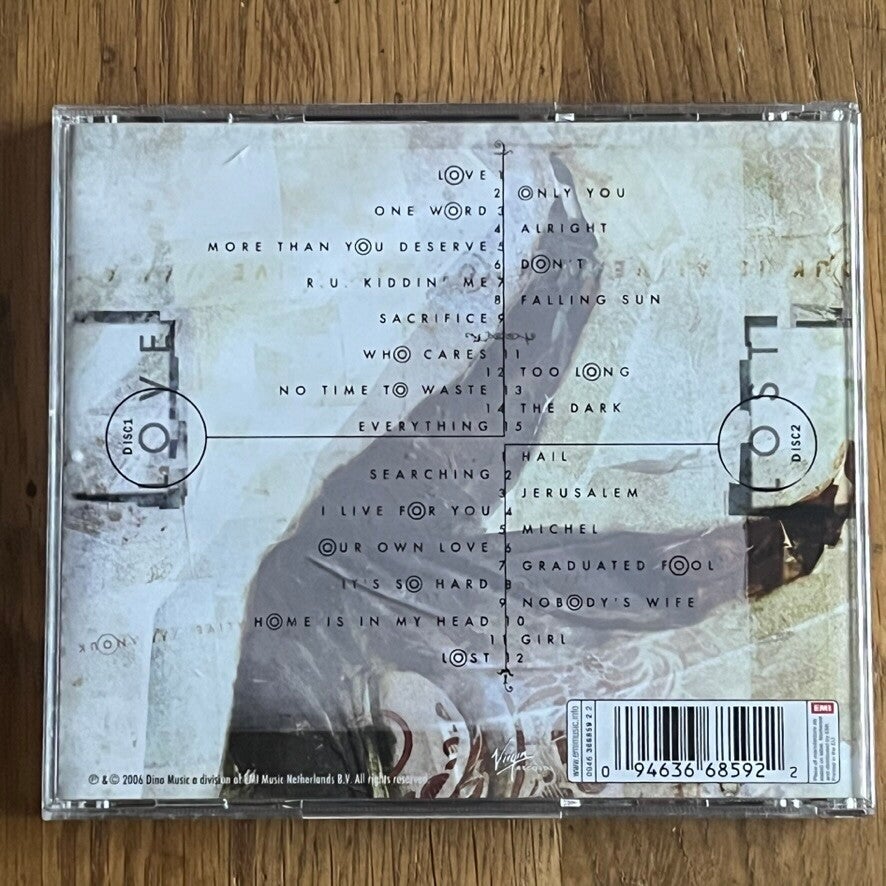 LOVE 1
2 ONLY YOU
ONE WORD 3
4 ALRIGHT
MORE THAN YOU DESERVE 5
6 DON'T
R.U. KIDDIN' ME 7
8 FALLING SUN
SACRIFICE 9
WHO CARES 11
12 TOO LONG
NO TIME TO WASTE 13
14 THE DARK
EVERYTHING 15
LOVE
DISC1
LOST
DISC2
1 HAIL
SEARCHING 2
3 JERUSALEM
I LIVE FOR YOU 4
5 MICHEL
OUR OWN LOVE 6
7 GRADUATED FOOL
IT'S SO HARD 8
9 NOBODY'S WIFE
HOME IS IN MY HEAD 10
11 GIRL
LOST 12
℗ & © 2006 Dino Music a division of EMI Music Netherlands B.V. All rights reserved.
Virgin
RECORDS
www.emimusic.info
0046 366859 2 2
0 94636 68592 2
EMI